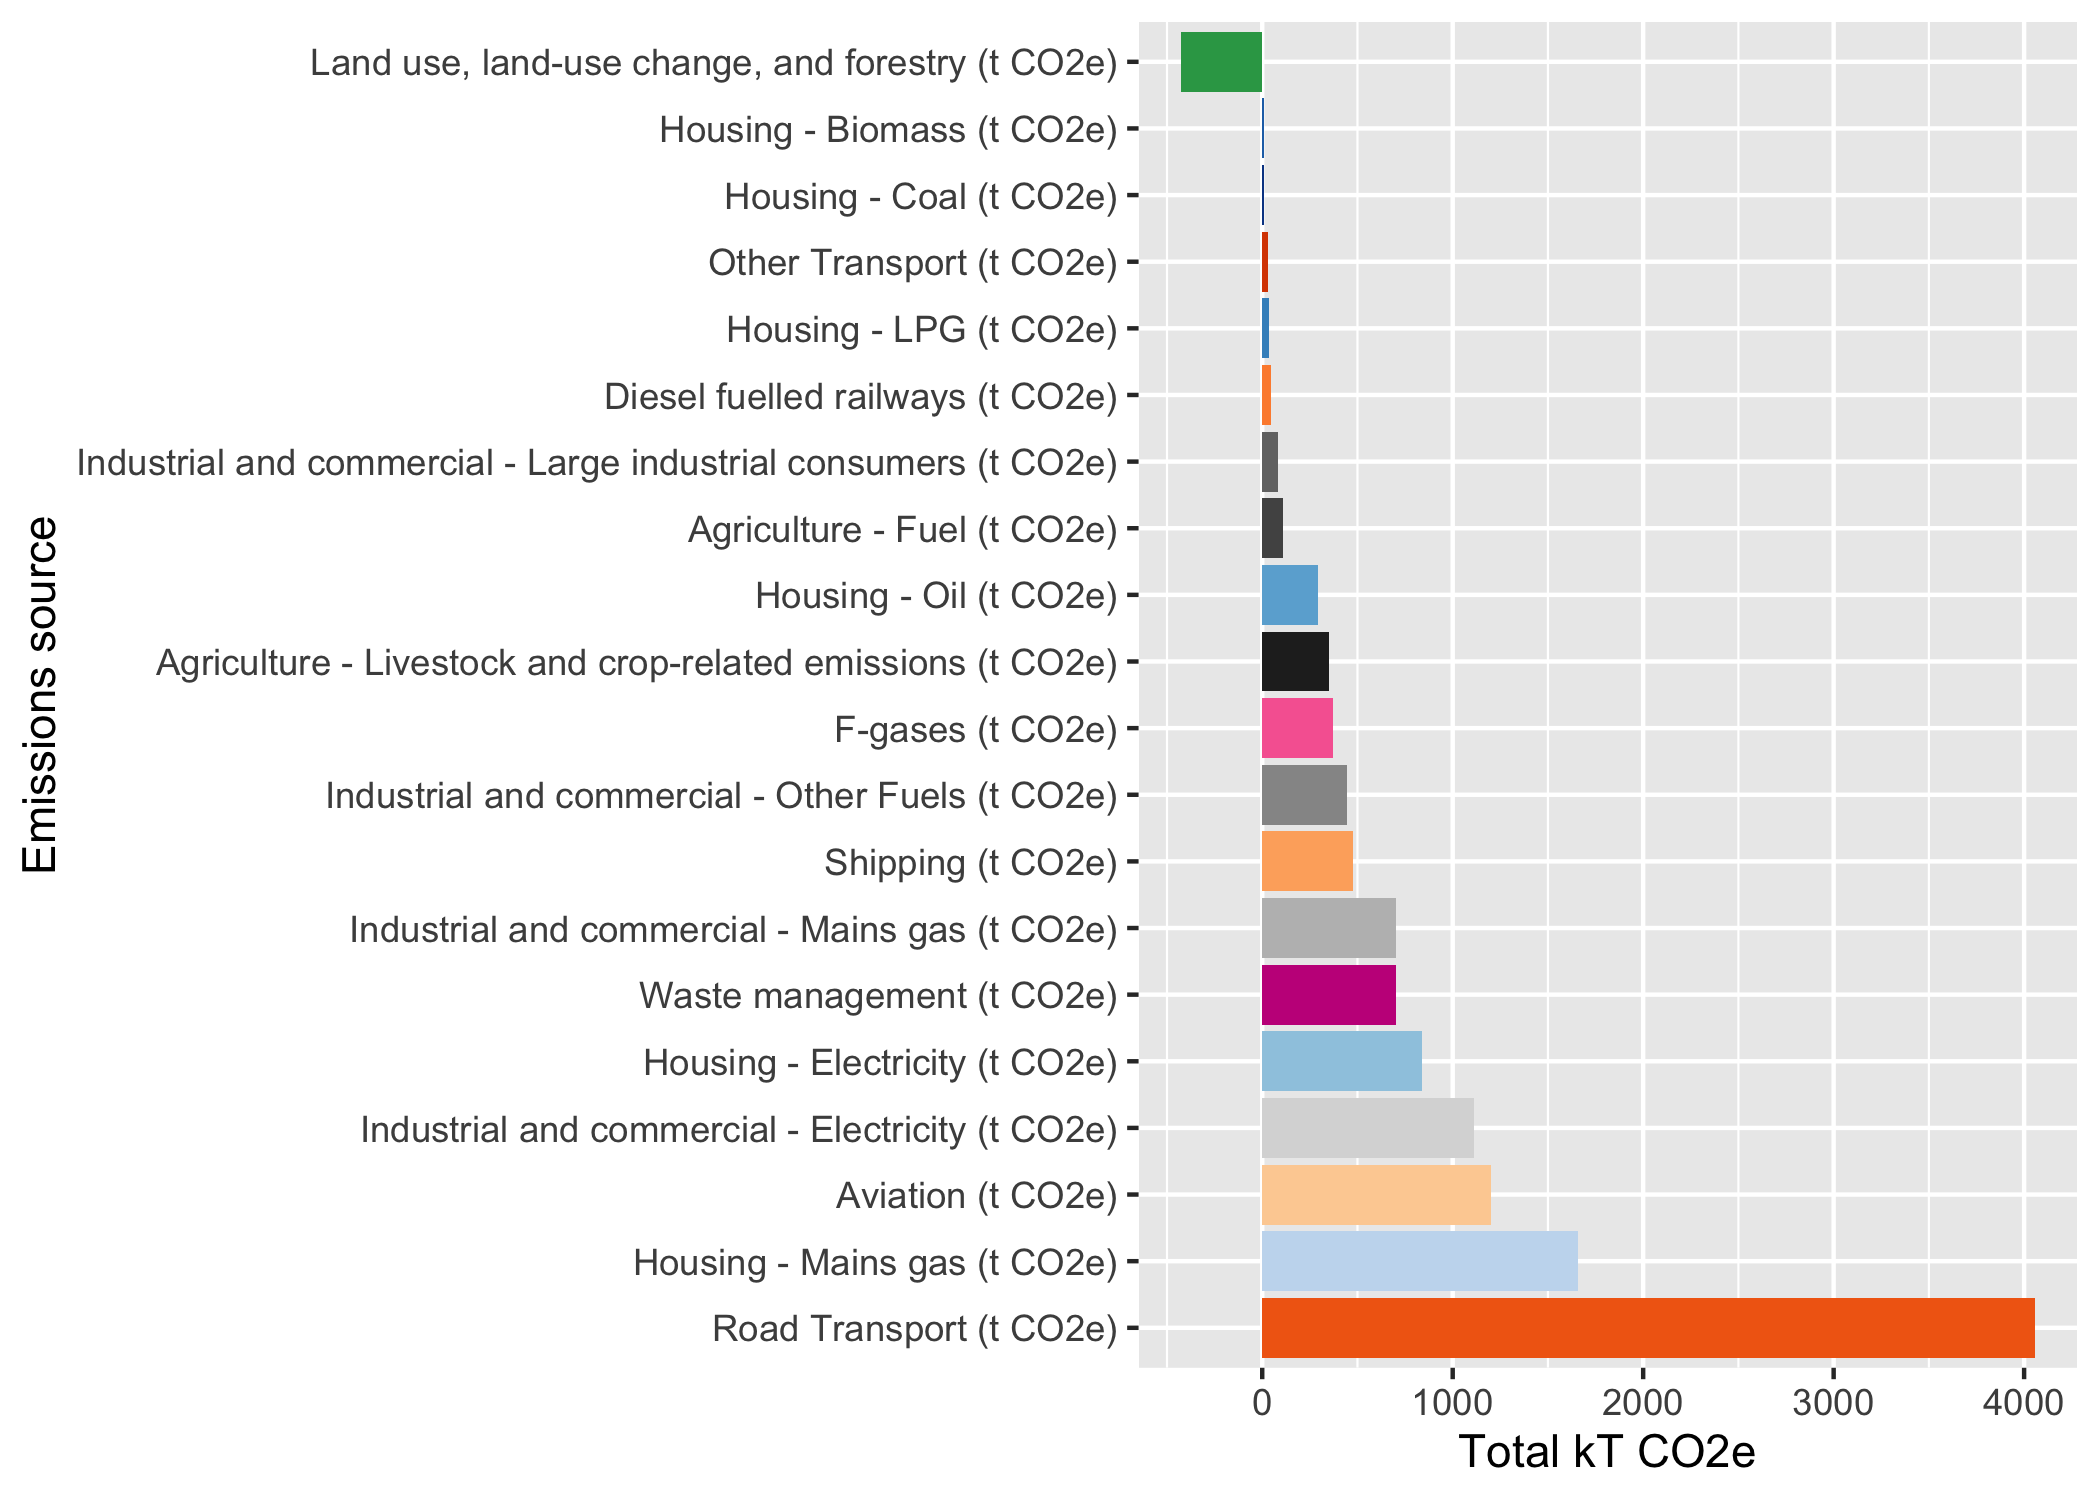 Emissions source
Land use, land-use change, and forestry (t CO2e)
Housing - Biomass (t CO2e)
Housing - Coal (t CO2e)
Other Transport (t CO2e)
Housing - LPG (t CO2e)
Diesel fuelled railways (t CO2e)
Industrial and commercial - Large industrial consumers (t CO2e)
Agriculture - Fuel (t CO2e)
Housing - Oil (t CO2e)
Agriculture - Livestock and crop-related emissions (t CO2e)
F-gases (t CO2e)
Industrial and commercial - Other Fuels (t CO2e)
Shipping (t CO2e)
Industrial and commercial - Mains gas (t CO2e)
Waste management (t CO2e)
Housing - Electricity (t CO2e)
Industrial and commercial - Electricity (t CO2e)
Aviation (t CO2e)
Housing - Mains gas (t CO2e)
Road Transport (t CO2e)
0 1000 2000 3000 4000
Total kT CO2e